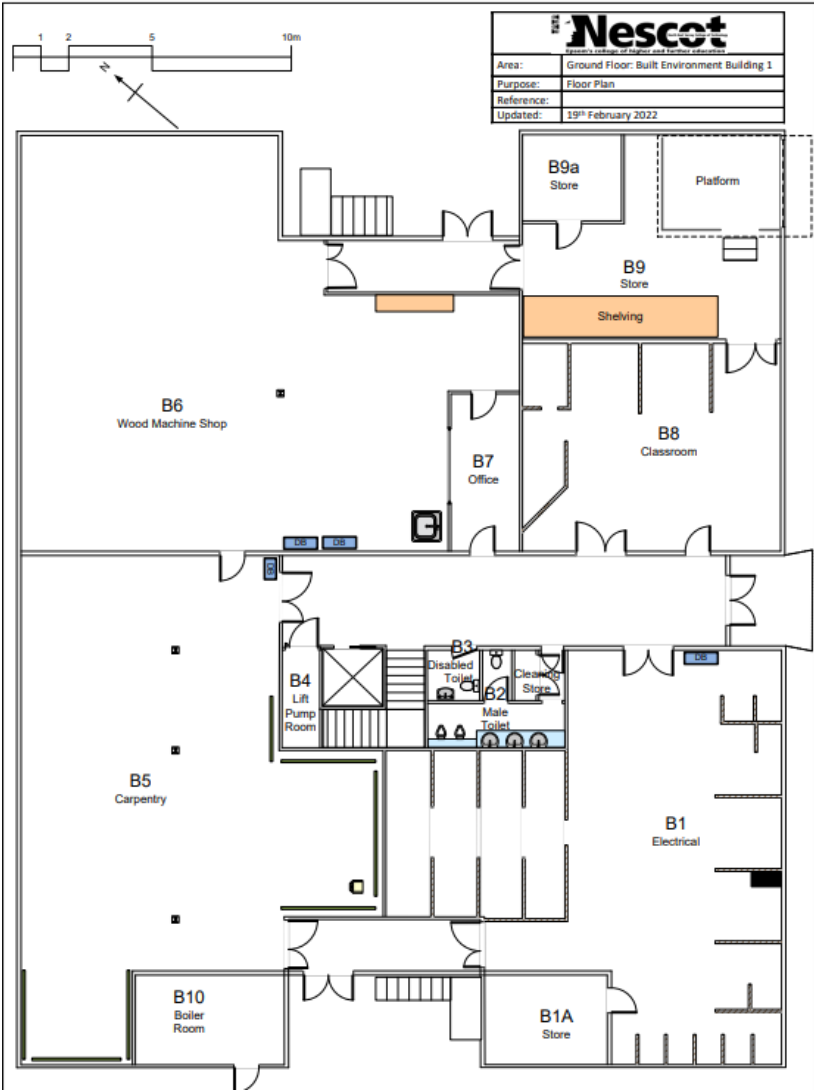 1 2 5 10m
N
Nescot
Epsom's college of higher and further education
Area: Ground Floor: Built Environment Building 1
Purpose: Floor Plan
Reference:
Updated: 19th February 2022
B9a
Store
Platform
B9
Store
Shelving
B6
Wood Machine Shop
B8
Classroom
B7
Office
DB
DB
DB
B3
Disabled
Toilet
Cleaning
Store
DB
B4
Lift
Pump
Room
B2
Male
Toilet
B5
Carpentry
B1
Electrical
B10
Boiler
Room
B1A
Store